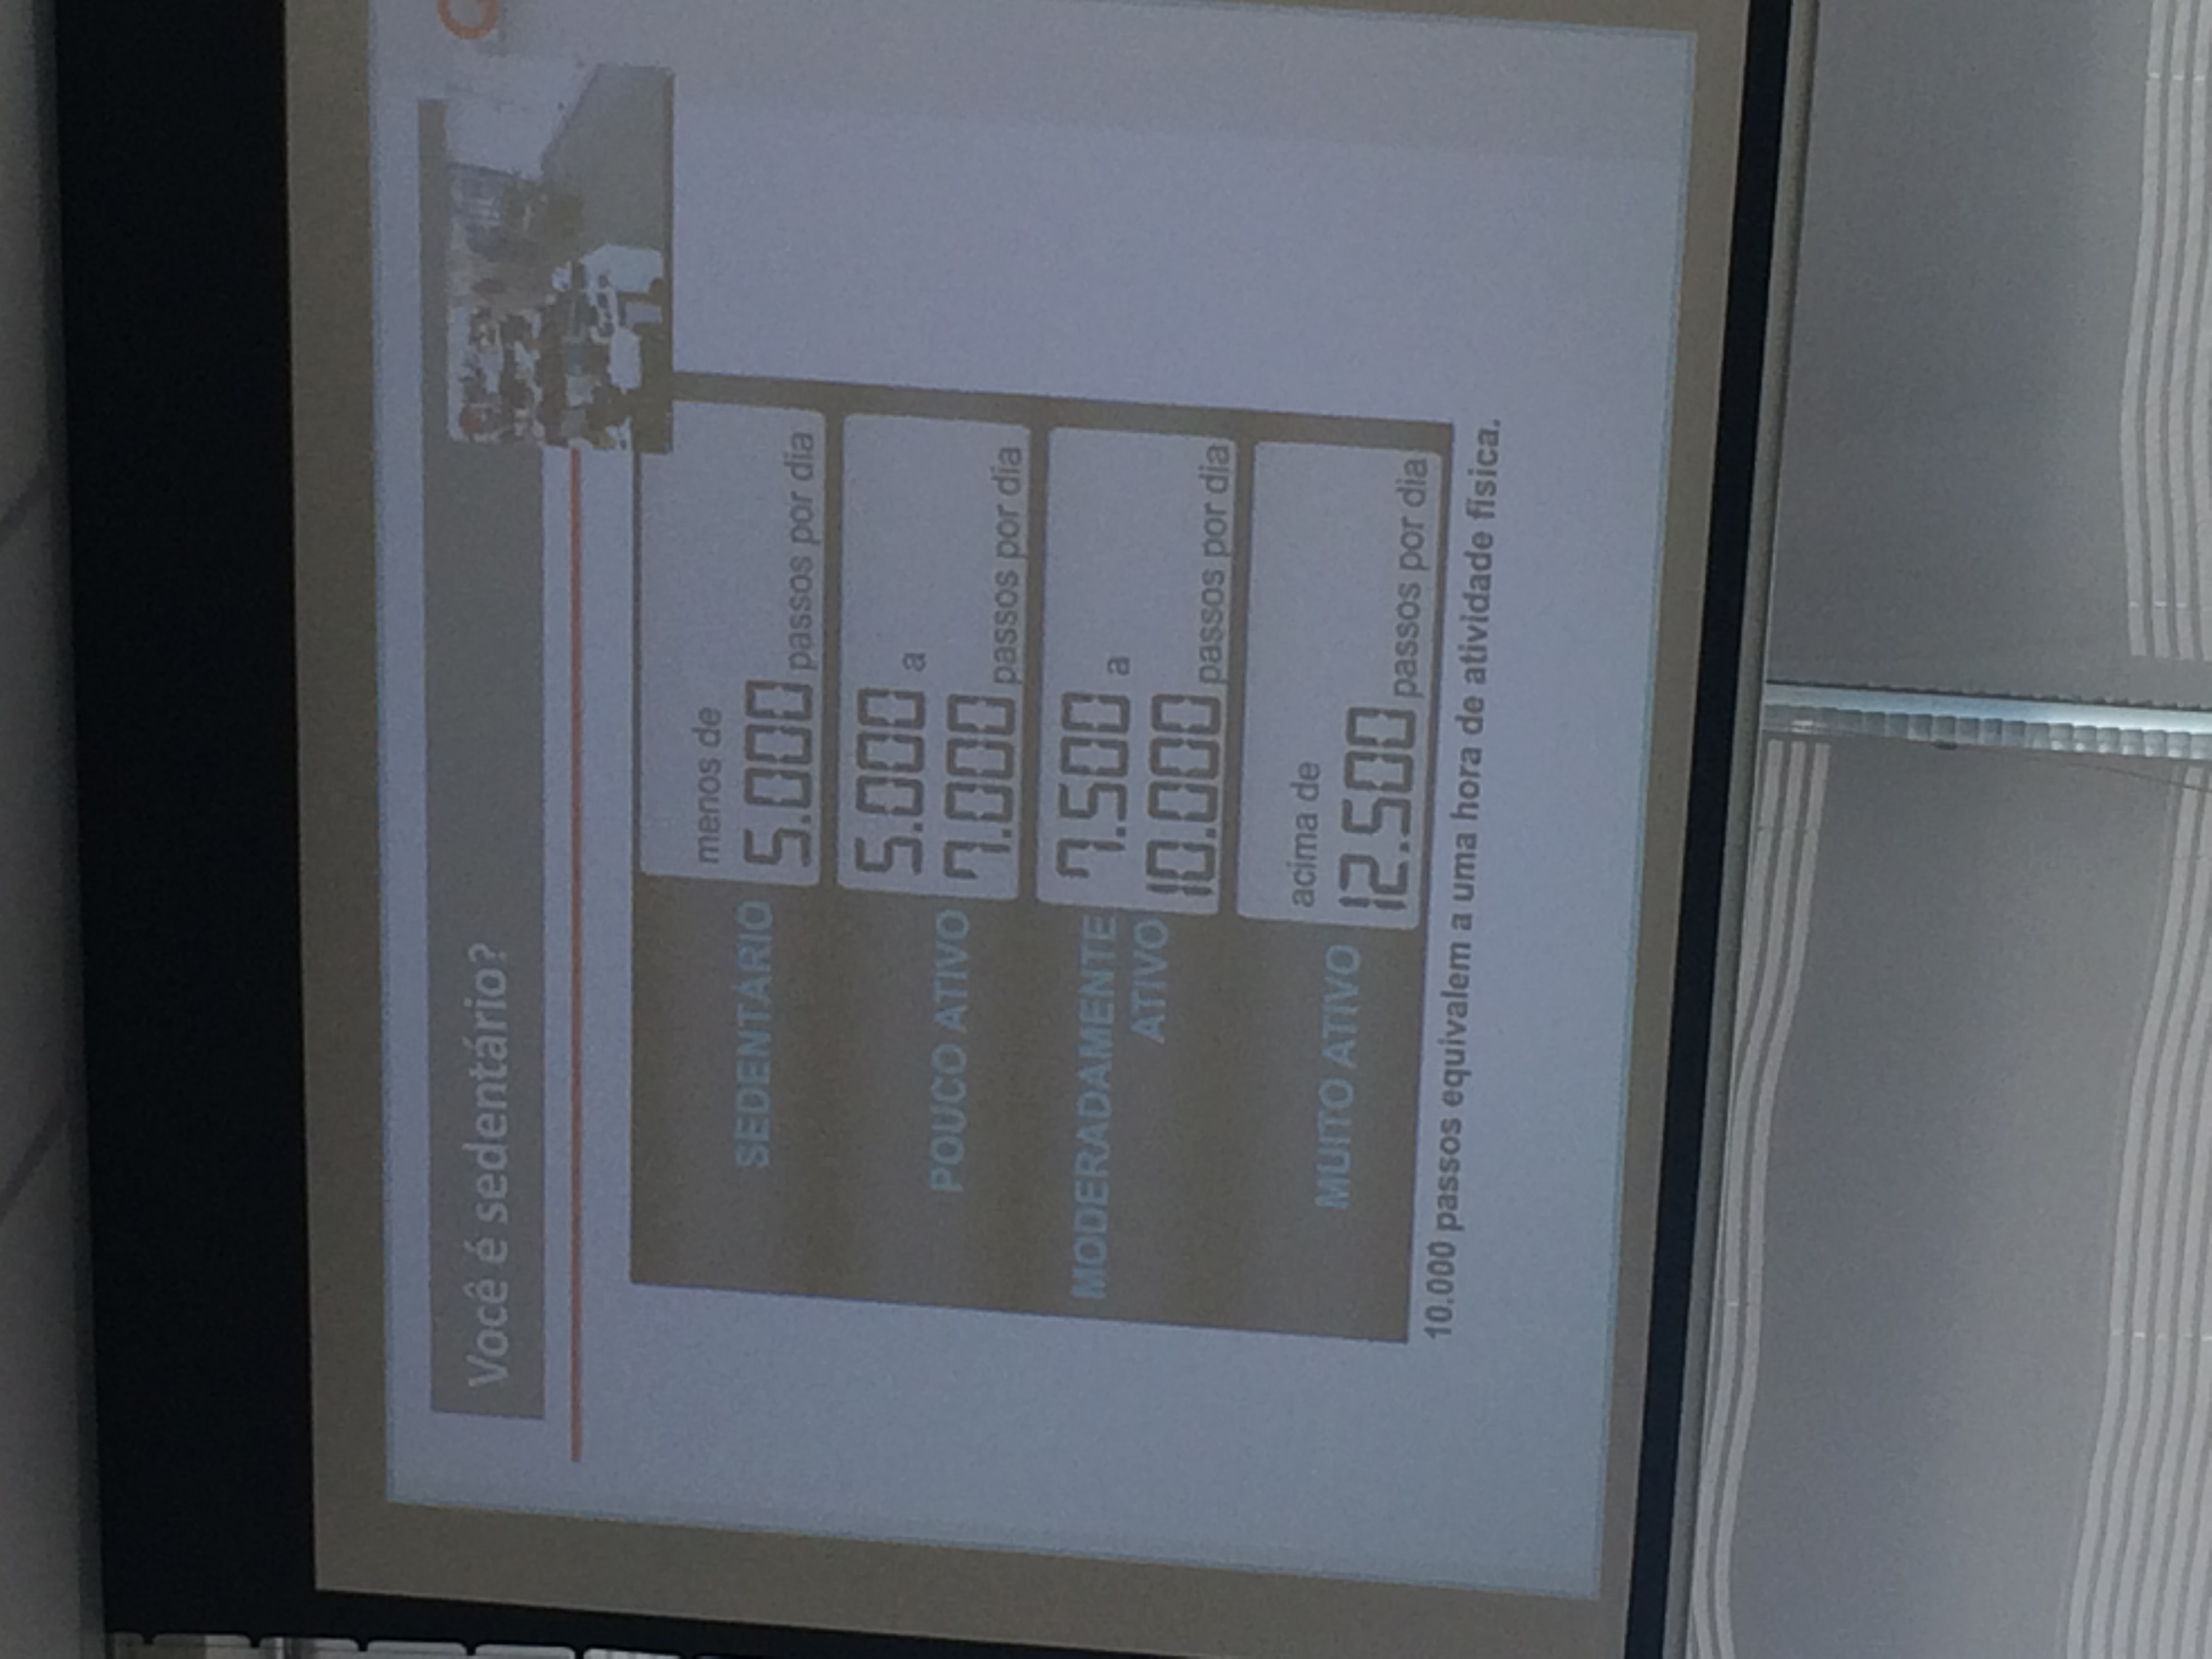 Você é sedentário?
SEDENTÁRIO
menos de
5.000 passos por dia
POUCO ATIVO
5.000 a
7.000 passos por dia
MODERADAMENTE
ATIVO
7.500 a
10.000 passos por dia
MUITO ATIVO
acima de
12.500 passos por dia
10.000 passos equivalem a uma hora de atividade física.